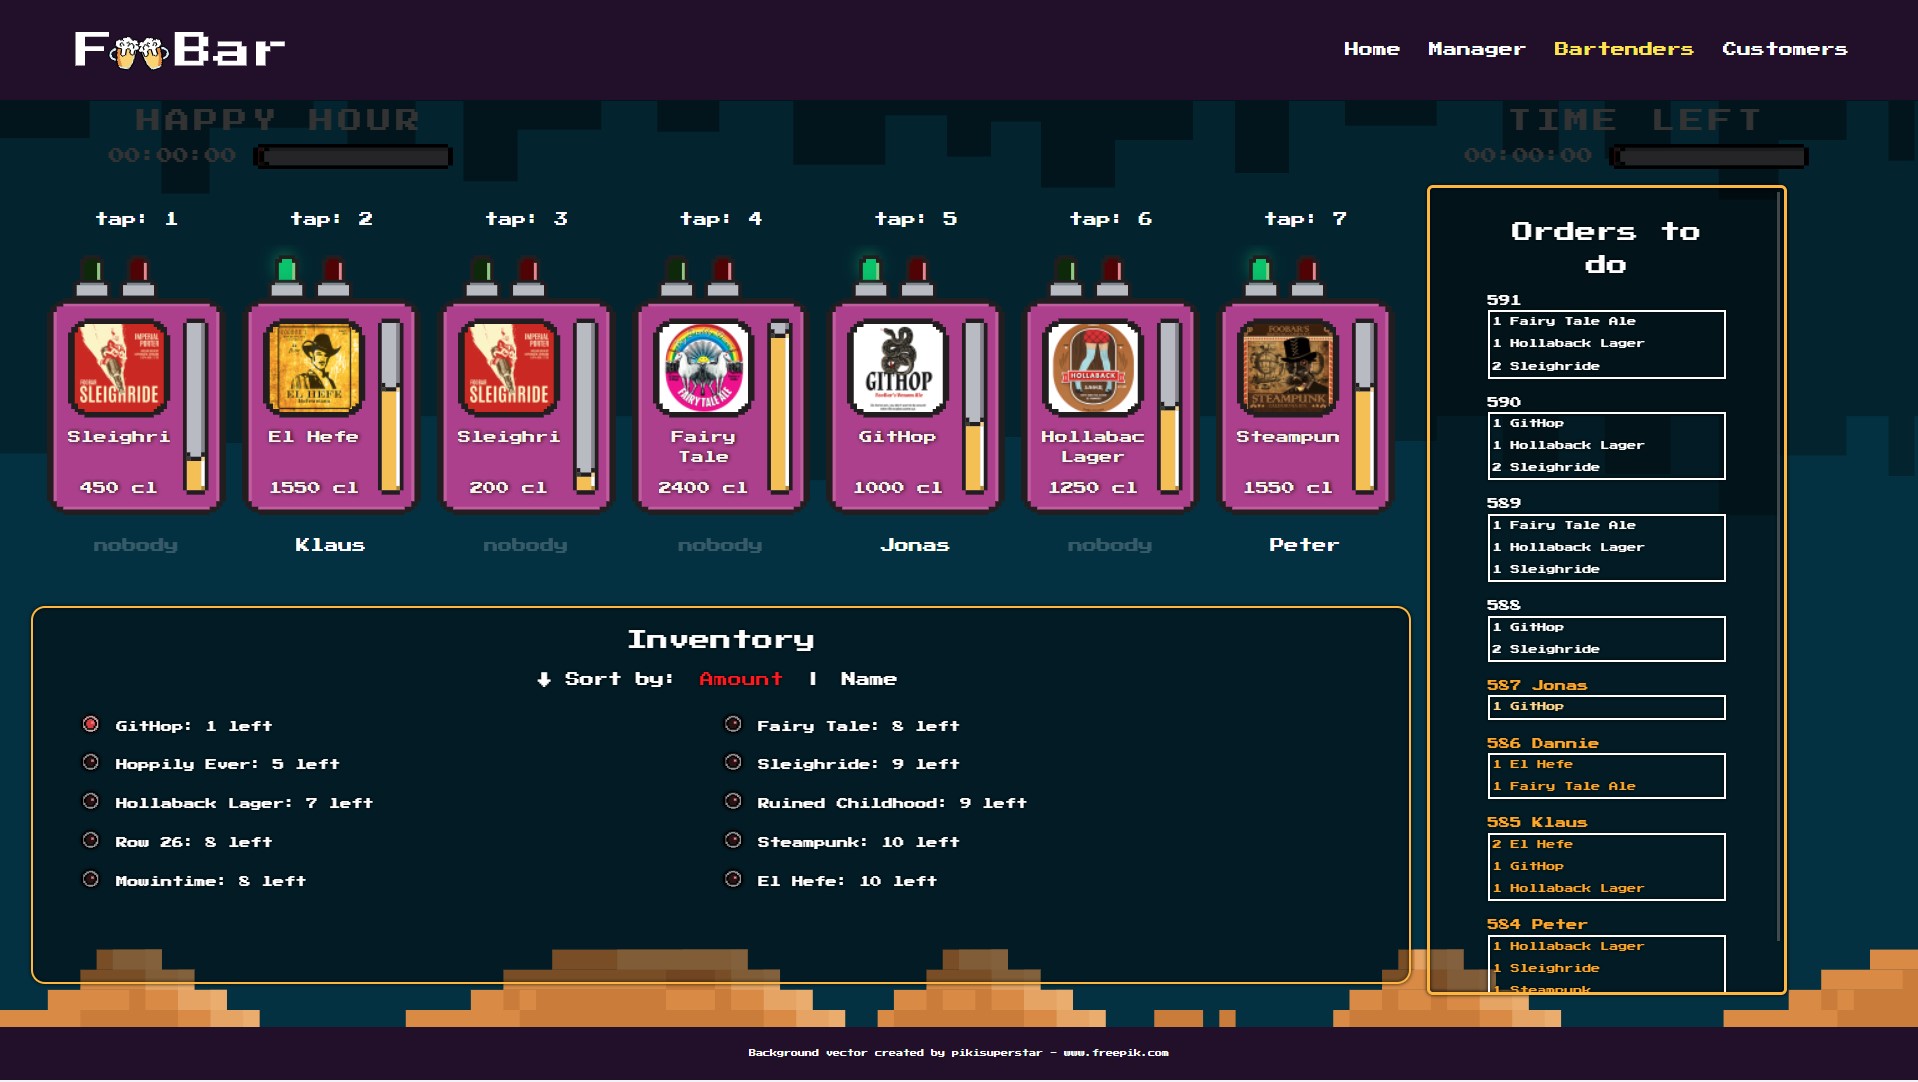 F Bar
Home Manager Bartenders Customers
HAPPY HOUR
00:00:00
TIME LEFT
00:00:00
tap: 1
tap: 2
tap: 3
tap: 4
tap: 5
tap: 6
tap: 7
IMPERIAL
PORTER
SLEIGHRIDE
Sleighri
450 cl
nobody
EL HEFE
El Hefe
1550 cl
Klaus
IMPERIAL
PORTER
SLEIGHRIDE
Sleighri
200 cl
nobody
FAIRYTALE ALE
Fairy
Tale
2400 cl
nobody
GITHOP
GitHop
1000 cl
Jonas
HOLLABACK
Hollabac
Lager
1250 cl
nobody
FOOBAR'S
STEAMPUNK
Steampun
1550 cl
Peter
Inventory
Sort by: Amount | Name
GitHop: 1 left
Hoppily Ever: 5 left
Hollaback Lager: 7 left
Row 26: 8 left
Mowintime: 8 left
Fairy Tale: 8 left
Sleighride: 9 left
Ruined Childhood: 9 left
Steampunk: 10 left
El Hefe: 10 left
Orders to
do
591
1 Fairy Tale Ale
1 Hollaback Lager
2 Sleighride
590
1 GitHop
1 Hollaback Lager
2 Sleighride
589
1 Fairy Tale Ale
1 Hollaback Lager
1 Sleighride
588
1 GitHop
2 Sleighride
587 Jonas
1 GitHop
586 Dannie
1 El Hefe
1 Fairy Tale Ale
585 Klaus
2 El Hefe
1 GitHop
1 Hollaback Lager
584 Peter
1 Hollaback Lager
1 Sleighride
1 Steampunk
Background vector created by pikisuperstar - www.freepik.com